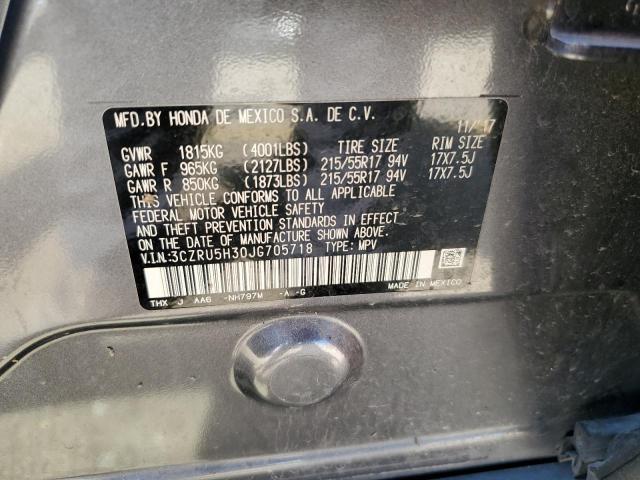 MFD.BY HONDA DE MEXICO S.A. DE C.V.
11/17
GVWR 1815KG (4001LBS) TIRE SIZE RIM SIZE
GAWR F 965KG (2127LBS) 215/55R17 94V 17X7.5J
GAWR R 850KG (1873LBS) 215/55R17 94V 17X7.5J
THIS VEHICLE CONFORMS TO ALL APPLICABLE
FEDERAL MOTOR VEHICLE SAFETY
AND THEFT PREVENTION STANDARDS IN EFFECT
ON THE DATE OF MANUFACTURE SHOWN ABOVE.
V.I.N:3CZRU5H30JG705718 TYPE: MPV
THX J AA6 -NH797M -A -G MADE IN MEXICO